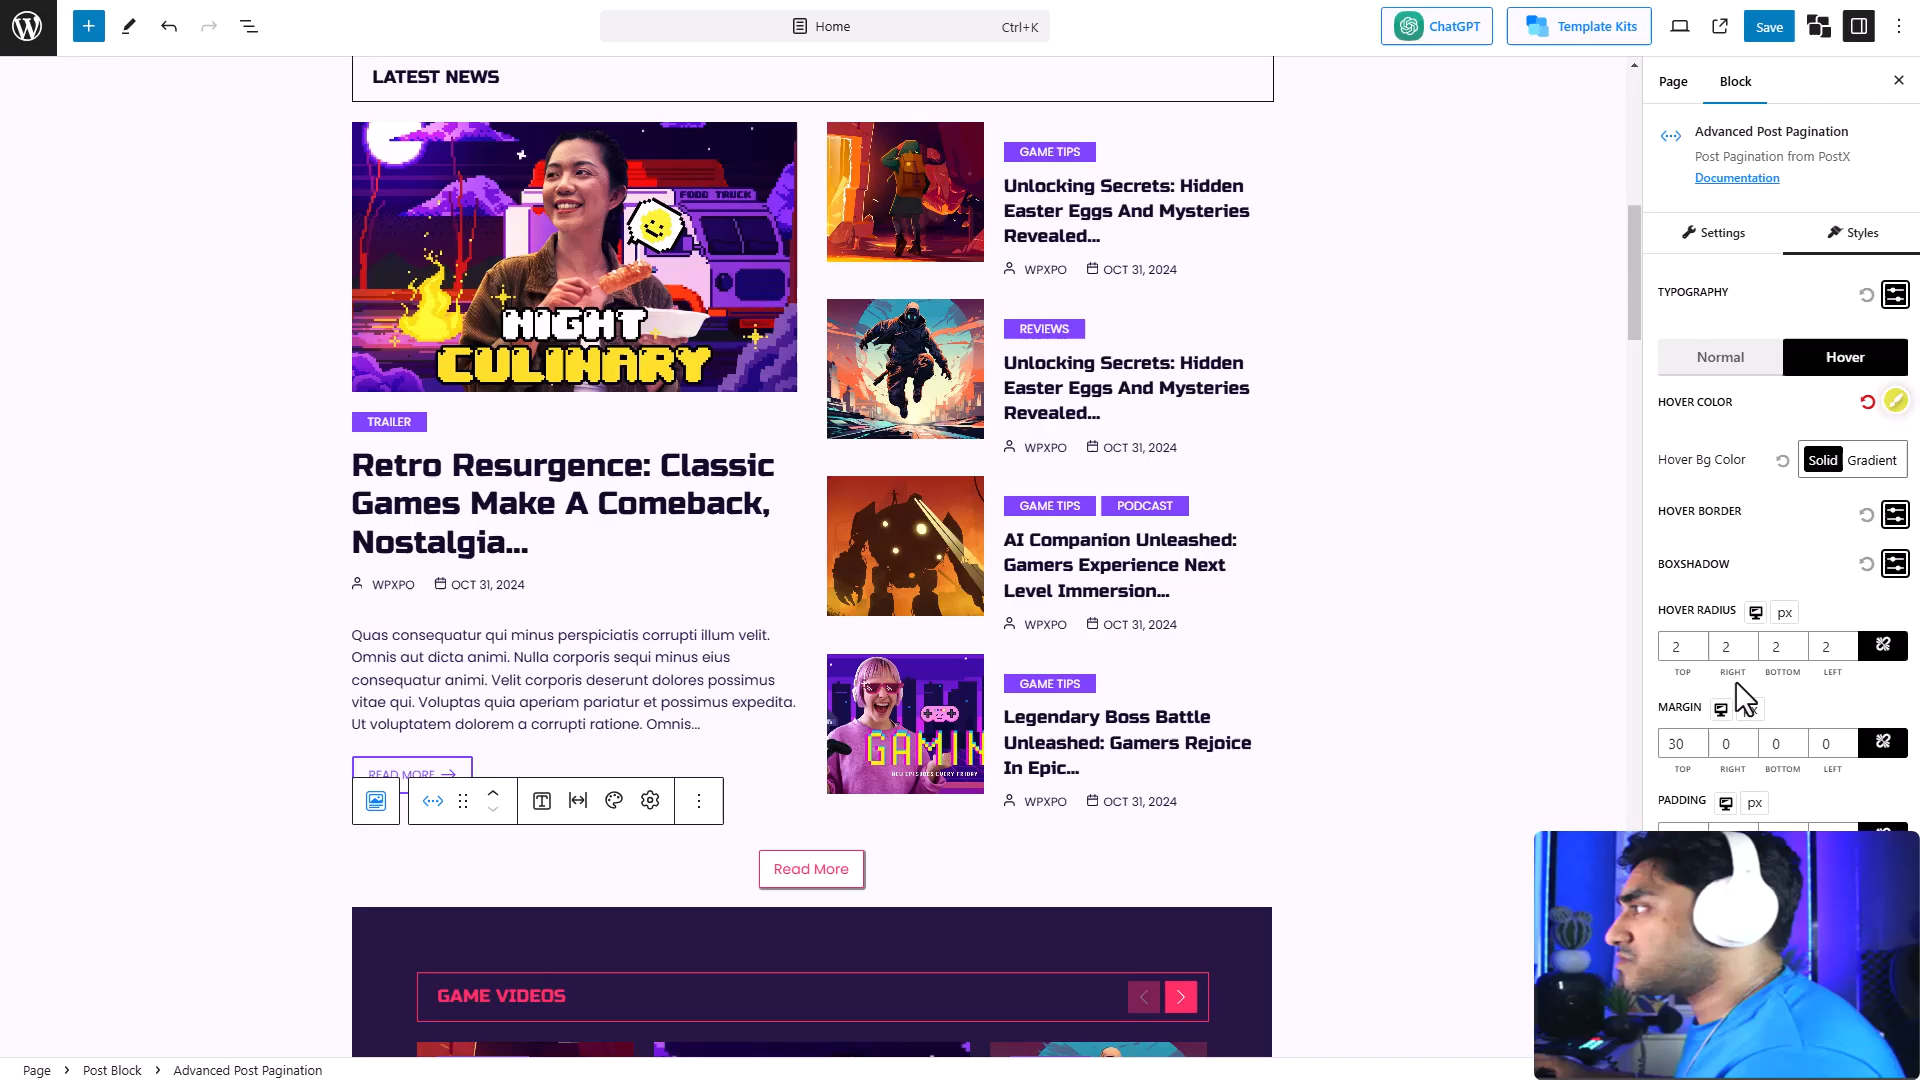 Home
Ctrl+K
ChatGPT
Template Kits
Save
LATEST NEWS
FOOD TRUCK
NIGHT
CULINARY
TRAILER
Retro Resurgence: Classic
Games Make A Comeback,
Nostalgia...
WPXPO
OCT 31, 2024
Quas consequatur qui minus perspiciatis corrupti illum velit.
Omnis aut dicta animi. Nulla corporis sequi minus eius
consequatur animi. Velit corporis deserunt dolores possimus
vitae qui. Voluptas quia aperiam pariatur et possimus expedita.
Ut voluptatem dolorem a corrupti ratione. Omnis...
READ MORE
GAME TIPS
Unlocking Secrets: Hidden
Easter Eggs And Mysteries
Revealed...
WPXPO
OCT 31, 2024
REVIEWS
Unlocking Secrets: Hidden
Easter Eggs And Mysteries
Revealed...
WPXPO
OCT 31, 2024
GAME TIPS
PODCAST
AI Companion Unleashed:
Gamers Experience Next
Level Immersion...
WPXPO
OCT 31, 2024
GAMIN
NEW EPISODES EVERY FRIDAY
GAME TIPS
Legendary Boss Battle
Unleashed: Gamers Rejoice
In Epic...
WPXPO
OCT 31, 2024
Read More
GAME VIDEOS
Page
Block
Advanced Post Pagination
Post Pagination from PostX
Documentation
Settings
Styles
TYPOGRAPHY
Normal
Hover
HOVER COLOR
Hover Bg Color
Solid
Gradient
HOVER BORDER
BOXSHADOW
HOVER RADIUS
px
2 2 2 2
TOP RIGHT BOTTOM LEFT
MARGIN
30 0 0 0
TOP RIGHT BOTTOM LEFT
PADDING
px
Page > Post Block > Advanced Post Pagination